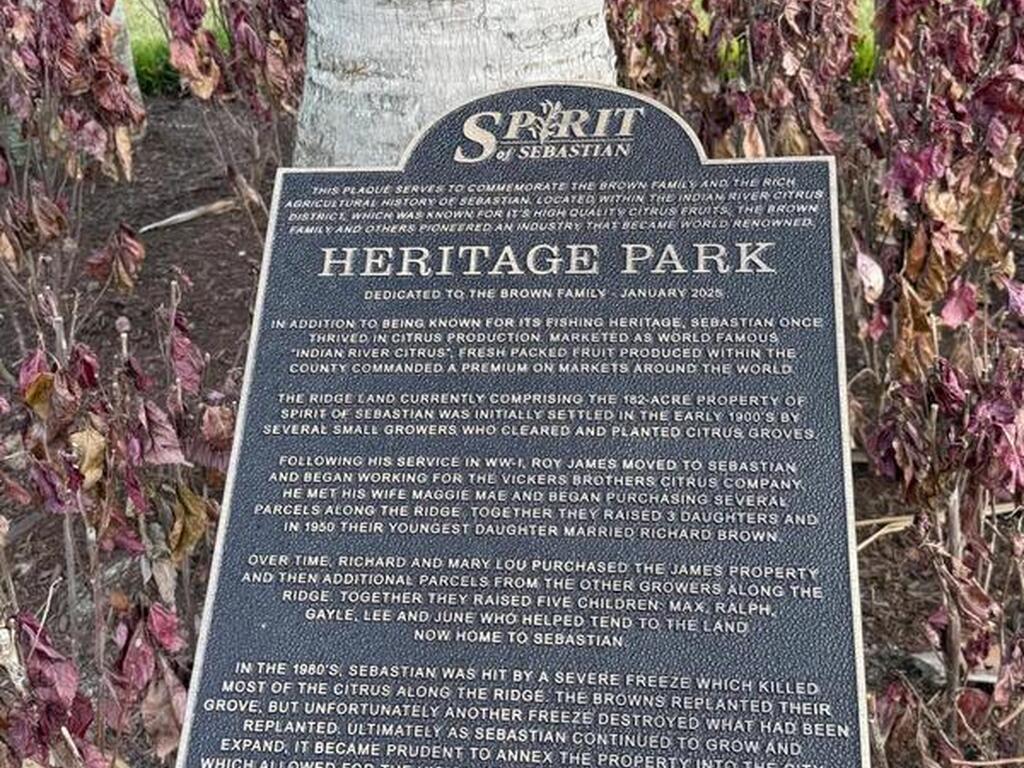 SPIRIT
of SEBASTIAN
THIS PLAQUE SERVES TO COMMEMORATE THE BROWN FAMILY AND THE RICH
AGRICULTURAL HISTORY OF SEBASTIAN. LOCATED WITHIN THE INDIAN RIVER CITRUS
DISTRICT, WHICH WAS KNOWN FOR IT'S HIGH QUALITY CITRUS FRUITS, THE BROWN
FAMILY AND OTHERS PIONEERED AN INDUSTRY THAT BECAME WORLD RENOWNED.
HERITAGE PARK
DEDICATED TO THE BROWN FAMILY - JANUARY 2025
IN ADDITION TO BEING KNOWN FOR ITS FISHING HERITAGE, SEBASTIAN ONCE
THRIVED IN CITRUS PRODUCTION. MARKETED AS WORLD FAMOUS
"INDIAN RIVER CITRUS", FRESH PACKED FRUIT PRODUCED WITHIN THE
COUNTY COMMANDED A PREMIUM ON MARKETS AROUND THE WORLD.
THE RIDGE LAND CURRENTLY COMPRISING THE 182-ACRE PROPERTY OF
SPIRIT OF SEBASTIAN WAS INITIALLY SETTLED IN THE EARLY 1900'S BY
SEVERAL SMALL GROWERS WHO CLEARED AND PLANTED CITRUS GROVES.
FOLLOWING HIS SERVICE IN WW-I, ROY JAMES MOVED TO SEBASTIAN
AND BEGAN WORKING FOR THE VICKERS BROTHERS CITRUS COMPANY.
HE MET HIS WIFE MAGGIE MAE AND BEGAN PURCHASING SEVERAL
PARCELS ALONG THE RIDGE. TOGETHER THEY RAISED 3 DAUGHTERS AND
IN 1950 THEIR YOUNGEST DAUGHTER MARRIED RICHARD BROWN.
OVER TIME, RICHARD AND MARY LOU PURCHASED THE JAMES PROPERTY
AND THEN ADDITIONAL PARCELS FROM THE OTHER GROWERS ALONG THE
RIDGE. TOGETHER THEY RAISED FIVE CHILDREN: MAX, RALPH,
GAYLE, LEE AND JUNE WHO HELPED TEND TO THE LAND
NOW HOME TO SEBASTIAN.
IN THE 1980'S, SEBASTIAN WAS HIT BY A SEVERE FREEZE WHICH KILLED
MOST OF THE CITRUS ALONG THE RIDGE. THE BROWNS REPLANTED THEIR
GROVE, BUT UNFORTUNATELY ANOTHER FREEZE DESTROYED WHAT HAD BEEN
REPLANTED. ULTIMATELY AS SEBASTIAN CONTINUED TO GROW AND
EXPAND, IT BECAME PRUDENT TO ANNEX THE PROPERTY INTO THE CITY
WHICH ALLOWED FOR THE